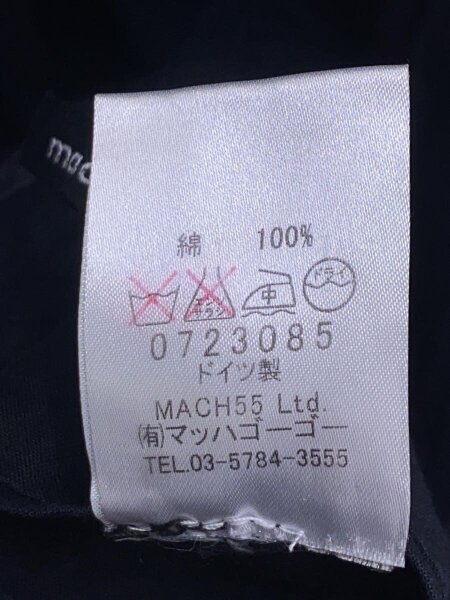 綿 100%
エンソ
サラシ
中
ドライ
0723085
ドイツ製
MACH55 Ltd.
㈲マッハゴーゴー
TEL.03-5784-3555